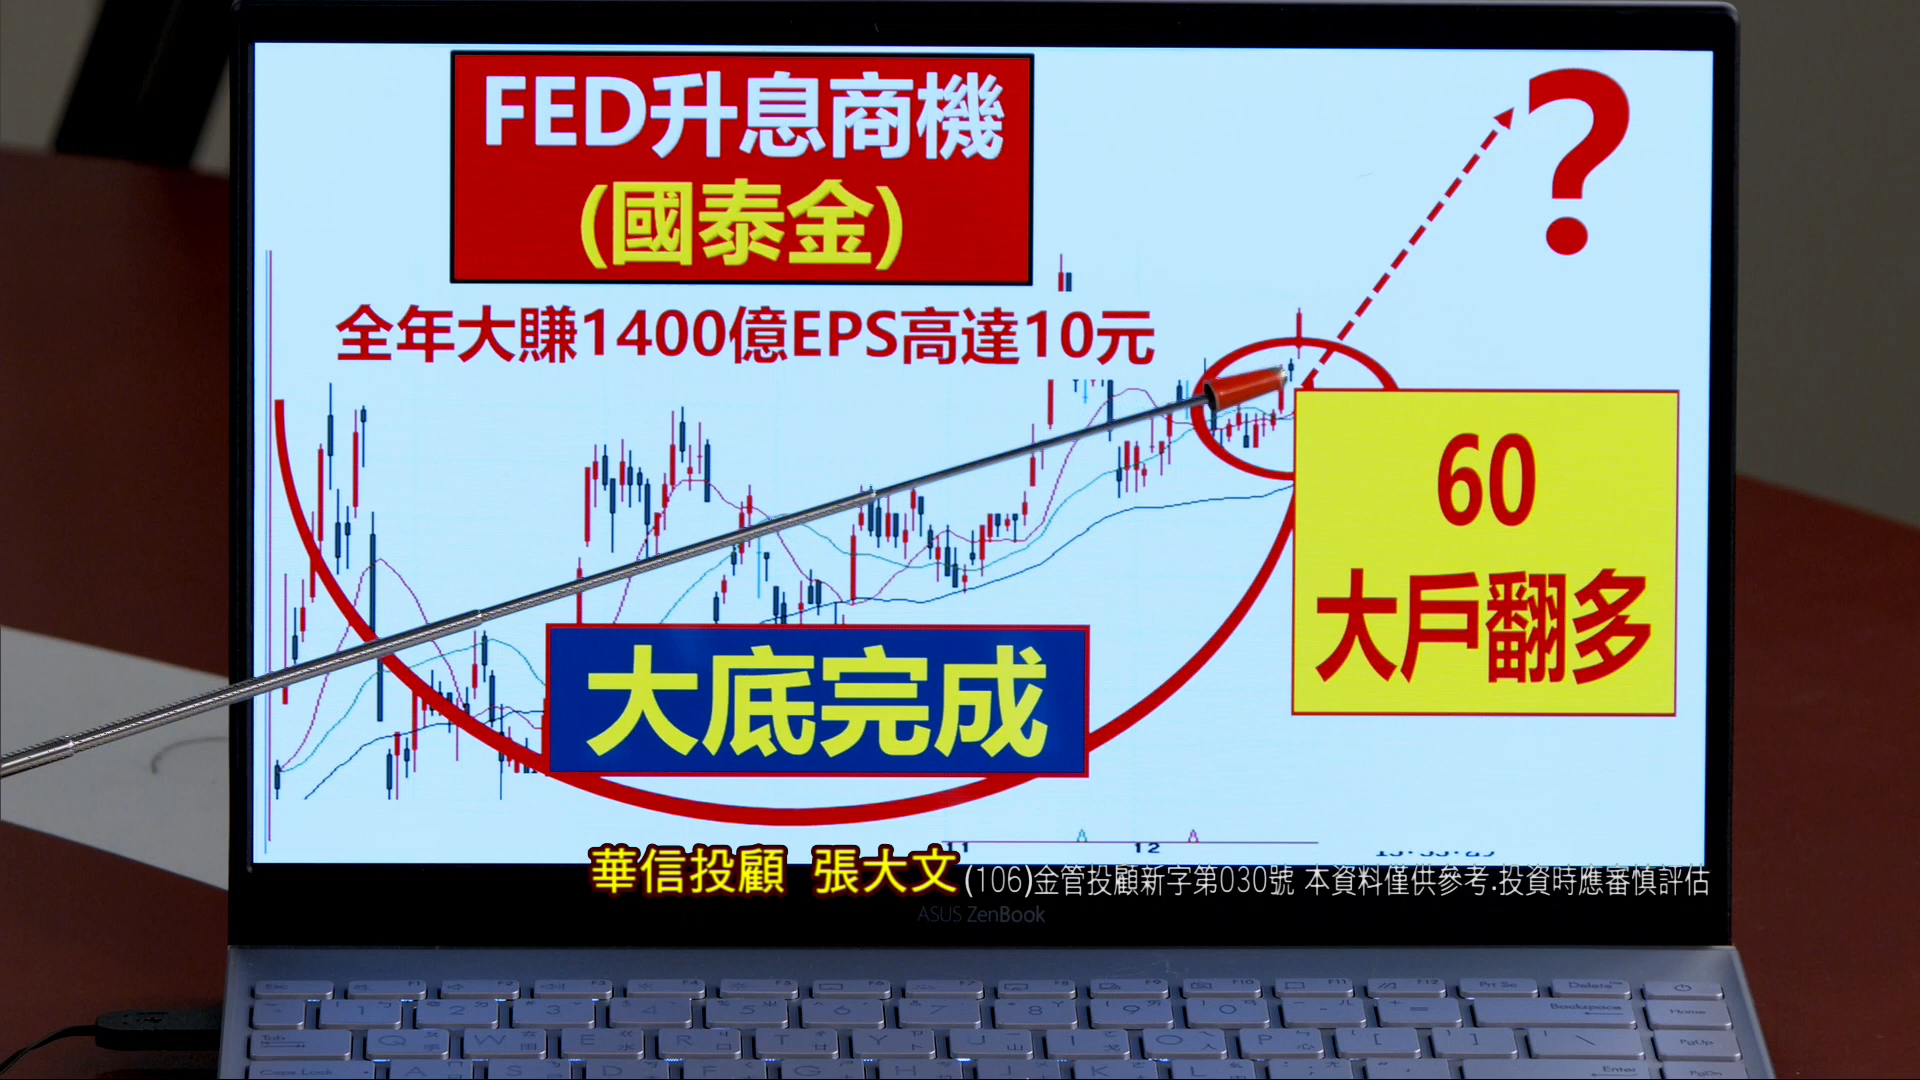 FED升息商機
(國泰金)
全年大賺1400億EPS高達10元
60
大戶翻多
大底完成
11
12
華信投顧 張大文
(106)金管投顧新字第030號 本資料僅供參考.投資時應審慎評估
ASUS ZenBook